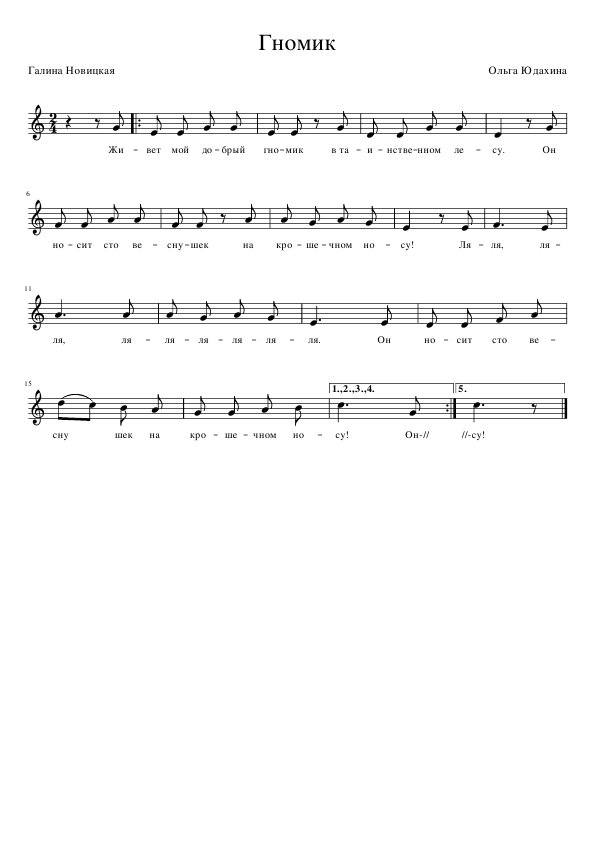 Гномик
Галина Новицкая
Ольга Юдахина
2
4
Жи – вет мой до – брый гно – мик в та – и – нстве – нном ле – су. Он
6
но – сит сто ве – сну – шек на кро – ше – чном но – су! Ля – ля, ля –
11
ля, ля – ля – ля – ля – ля – ля. Он но – сит сто ве –
15
1.,2.,3.,4.
5.
сну шек на кро – ше – чном но – су! Он-// //-су!